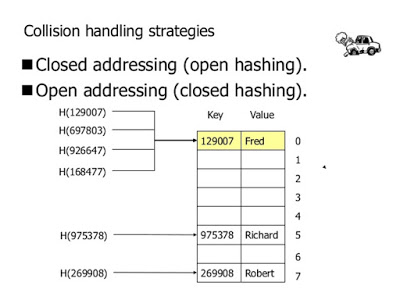 Collision handling strategies
Closed addressing (open hashing).
Open addressing (closed hashing).
H(129007)
H(697803)
H(926647)
H(168477)
H(975378)
H(269908)
Key Value
129007 Fred 0
1
2
3
4
975378 Richard 5
6
269908 Robert 7